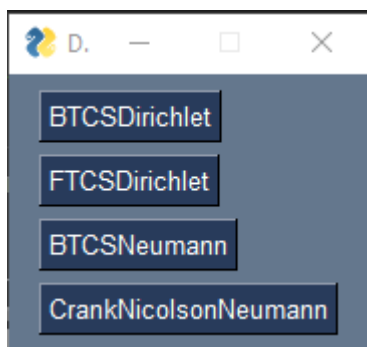 D.
BTCSDirichlet
FTCSDirichlet
BTCSNeumann
CrankNicolsonNeumann